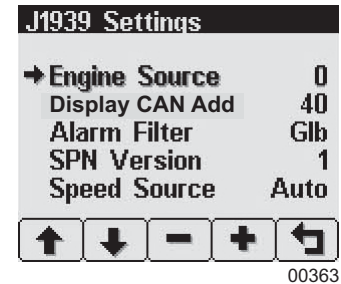 J1939 Settings
Engine Source 0
Display CAN Add 40
Alarm Filter Glb
SPN Version 1
Speed Source Auto
00363